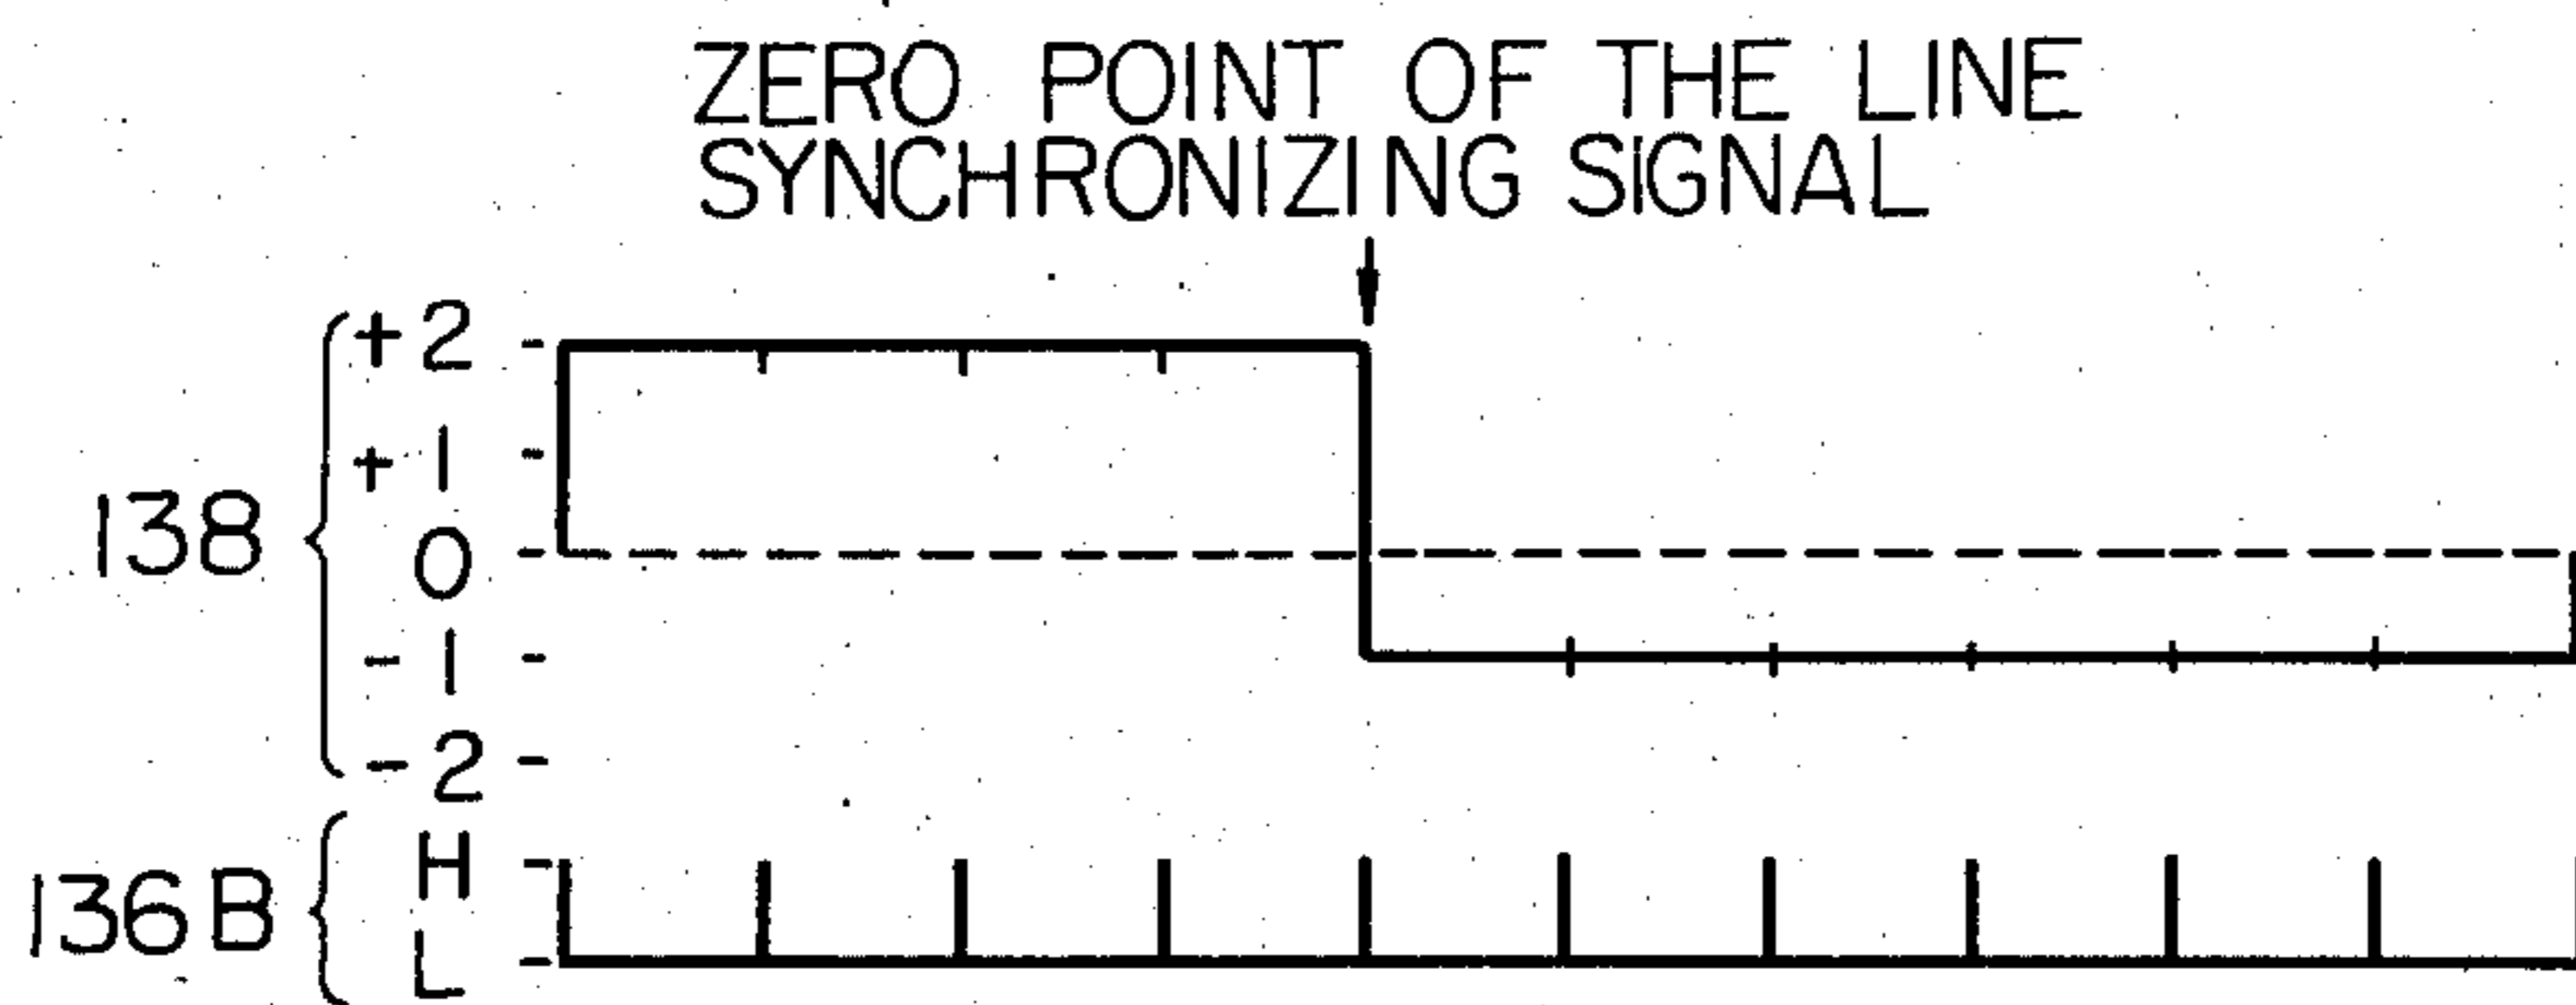 ZERO POINT OF THE LINE
SYNCHRONIZING SIGNAL
138
+2
+1
0
-1
-2
136B
H
L